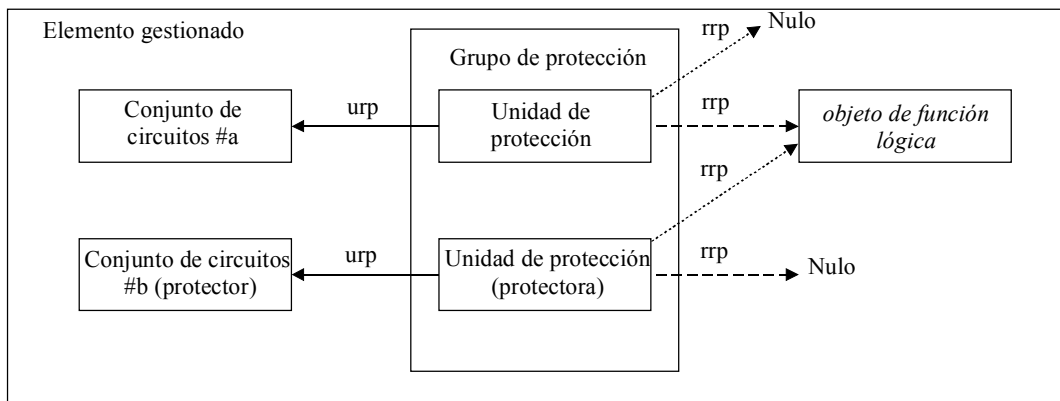 Elemento gestionado
rrp
Nulo
Grupo de protección
Conjunto de
circuitos #a
urp
Unidad de
protección
rrp
objeto de función
lógica
rrp
Conjunto de circuitos
#b (protector)
urp
Unidad de protección
(protectora)
rrp
Nulo